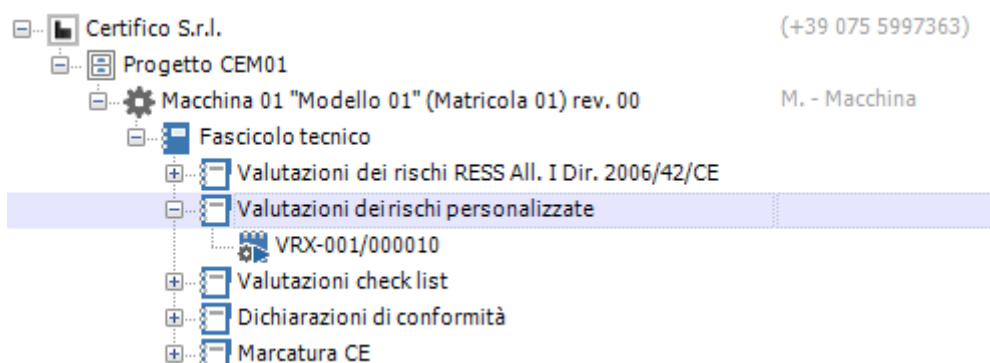 Certifico S.r.l. (+39 075 5997363)
Progetto CEM01
Macchina 01 "Modello 01" (Matricola 01) rev. 00 M. - Macchina
Fascicolo tecnico
Valutazioni dei rischi RESS All. I Dir. 2006/42/CE
Valutazioni dei rischi personalizzate
VRX-001/000010
Valutazioni check list
Dichiarazioni di conformità
Marcatura CE